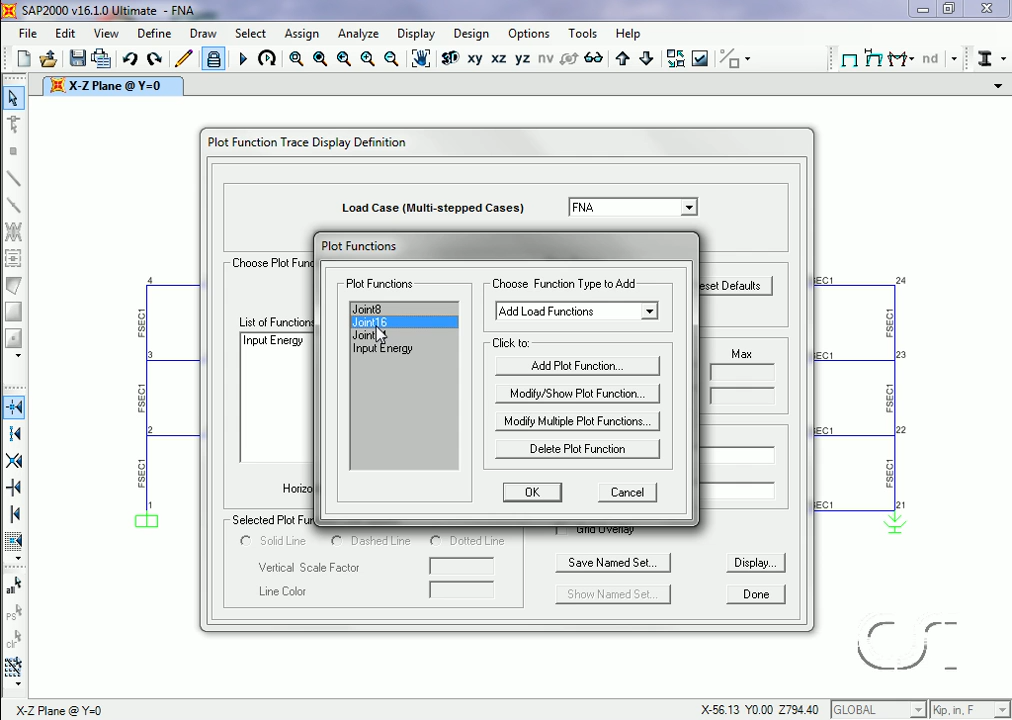 SAP2000 v16.1.0 Ultimate - FNA
File Edit View Define Draw Select Assign Analyze Display Design Options Tools Help
3D xy xz yz nv nd
X-Z Plane @ Y=0
Plot Function Trace Display Definition
Load Case (Multi-stepped Cases) FNA
Choose Plot Func
List of Functions
Input Energy
Horizo
eset Defaults
Max
Plot Functions
Plot Functions
Joint8
Joint16
Joint
Input Energy
Choose Function Type to Add
Add Load Functions
Click to:
Add Plot Function...
Modify/Show Plot Function...
Modify Multiple Plot Functions...
Delete Plot Function
OK Cancel
Selected Plot Fun
Solid Line Dashed Line Dotted Line
Vertical Scale Factor
Line Color
Grid Overlay
Save Named Set... Display...
Show Named Set... Done
4
FSEC1
3
FSEC1
2
FSEC1
1
SEC1 24
FSEC1
SEC1 23
FSEC1
SEC1 22
FSEC1
SEC1 21
all
PS
clr
CSI
X-Z Plane @ Y=0
X-56.13 Y0.00 Z794.40 GLOBAL Kip, in, F